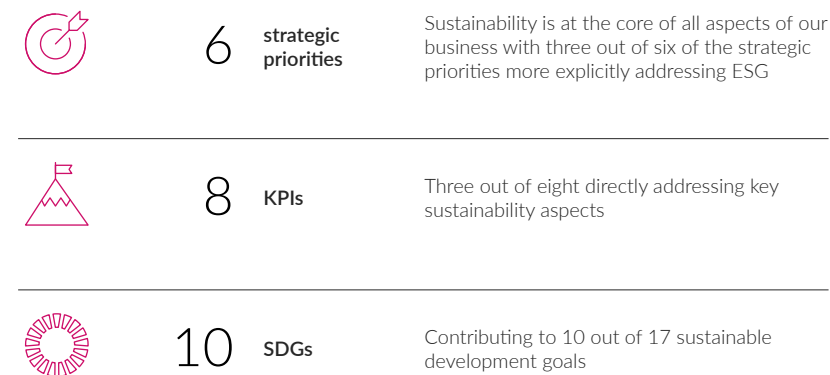 6
strategic
priorities
Sustainability is at the core of all aspects of our
business with three out of six of the strategic
priorities more explicitly addressing ESG
8
KPIs
Three out of eight directly addressing key
sustainability aspects
10
SDGs
Contributing to 10 out of 17 sustainable
development goals